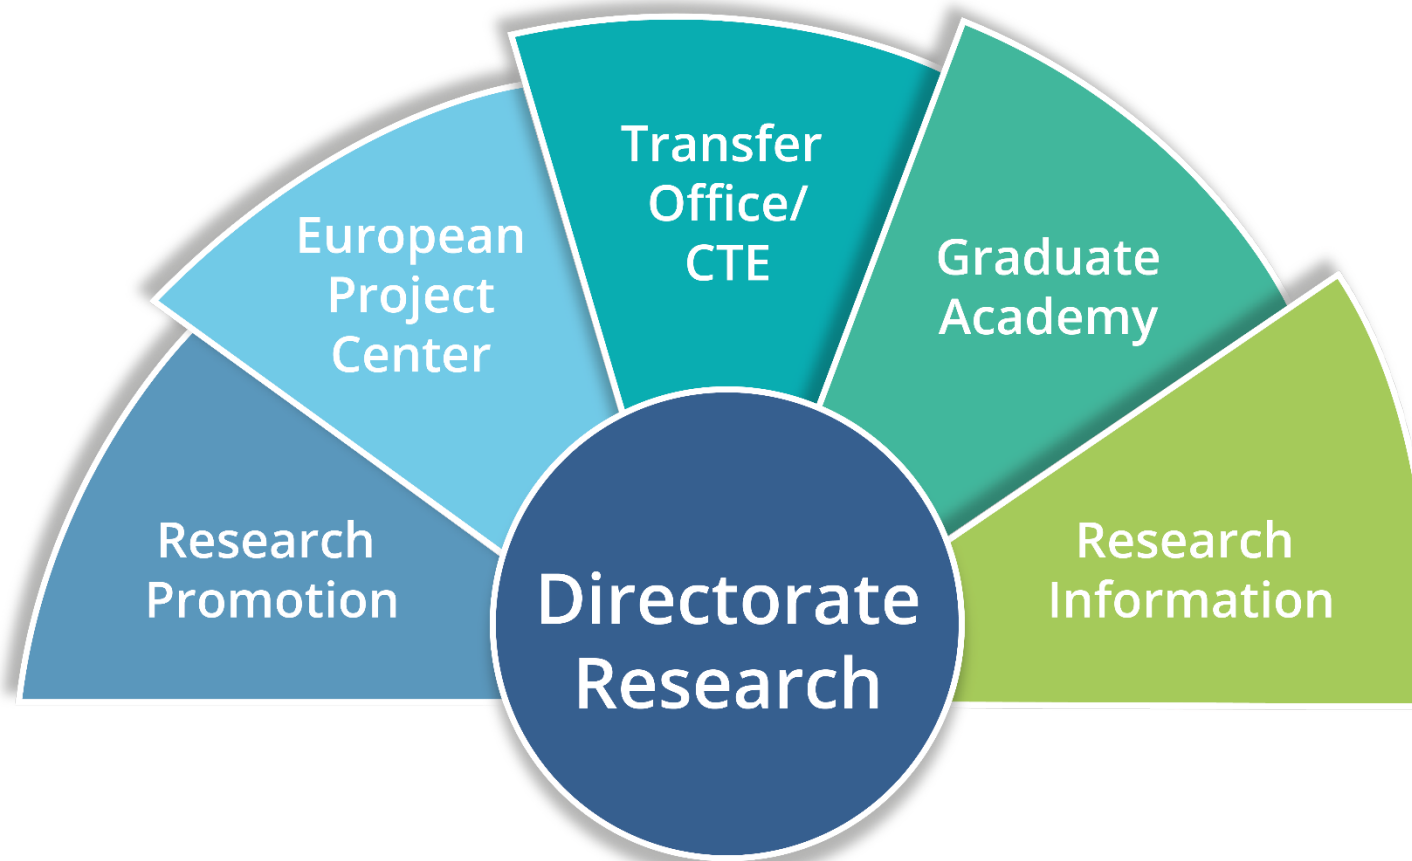 Research
Promotion
European
Project
Center
Transfer
Office/
CTE
Graduate
Academy
Research
Information
Directorate
Research